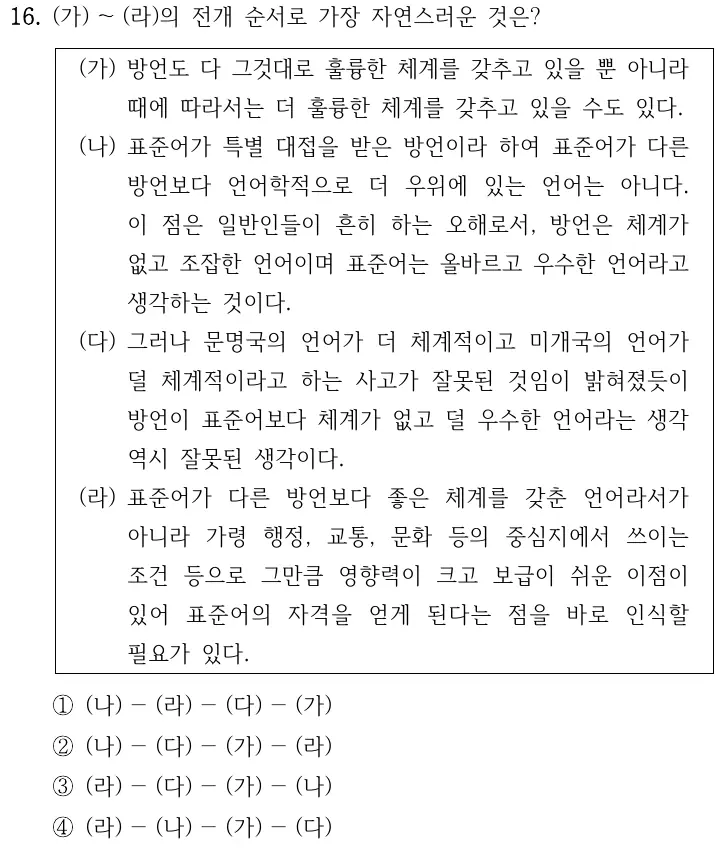 16. (가) ~ (라)의 전개 순서로 가장 자연스러운 것은?
(가) 방언도 다 그것대로 훌륭한 체계를 갖추고 있을 뿐 아니라
때에 따라서는 더 훌륭한 체계를 갖추고 있을 수도 있다.
(나) 표준어가 특별 대접을 받은 방언이라 하여 표준어가 다른
방언보다 언어학적으로 더 우위에 있는 언어는 아니다.
이 점은 일반인들이 흔히 하는 오해로서, 방언은 체계가
없고 조잡한 언어이며 표준어는 올바르고 우수한 언어라고
생각하는 것이다.
(다) 그러나 문명국의 언어가 더 체계적이고 미개국의 언어가
덜 체계적이라고 하는 사고가 잘못된 것임이 밝혀졌듯이
방언이 표준어보다 체계가 없고 덜 우수한 언어라는 생각
역시 잘못된 생각이다.
(라) 표준어가 다른 방언보다 좋은 체계를 갖춘 언어라서가
아니라 가령 행정, 교통, 문화 등의 중심지에서 쓰이는
조건 등으로 그만큼 영향력이 크고 보급이 쉬운 이점이
있어 표준어의 자격을 얻게 된다는 점을 바로 인식할
필요가 있다.
① (나) - (라) - (다) - (가)
② (나) - (다) - (가) - (라)
③ (라) - (다) - (가) - (나)
④ (라) - (나) - (가) - (다)